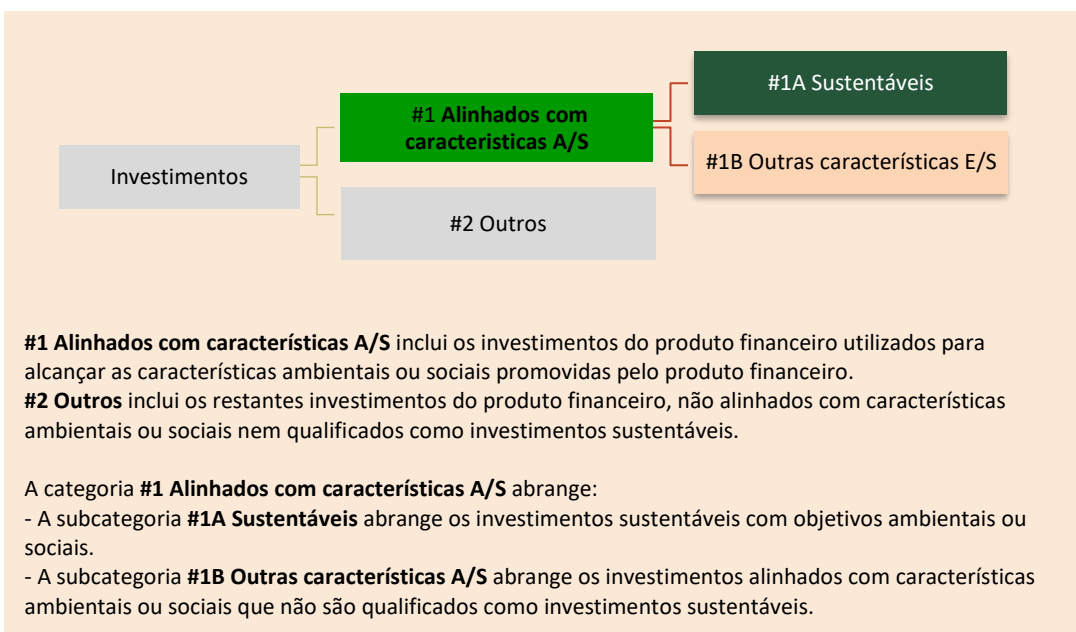 #1A Sustentáveis
#1 Alinhados com
caracteristicas A/S
#1B Outras características E/S
Investimentos
#2 Outros
#1 Alinhados com características A/S inclui os investimentos do produto financeiro utilizados para
alcançar as características ambientais ou sociais promovidas pelo produto financeiro.
#2 Outros inclui os restantes investimentos do produto financeiro, não alinhados com características
ambientais ou sociais nem qualificados como investimentos sustentáveis.
A categoria #1 Alinhados com características A/S abrange:
- A subcategoria #1A Sustentáveis abrange os investimentos sustentáveis com objetivos ambientais ou
sociais.
- A subcategoria #1B Outras características A/S abrange os investimentos alinhados com características
ambientais ou sociais que não são qualificados como investimentos sustentáveis.